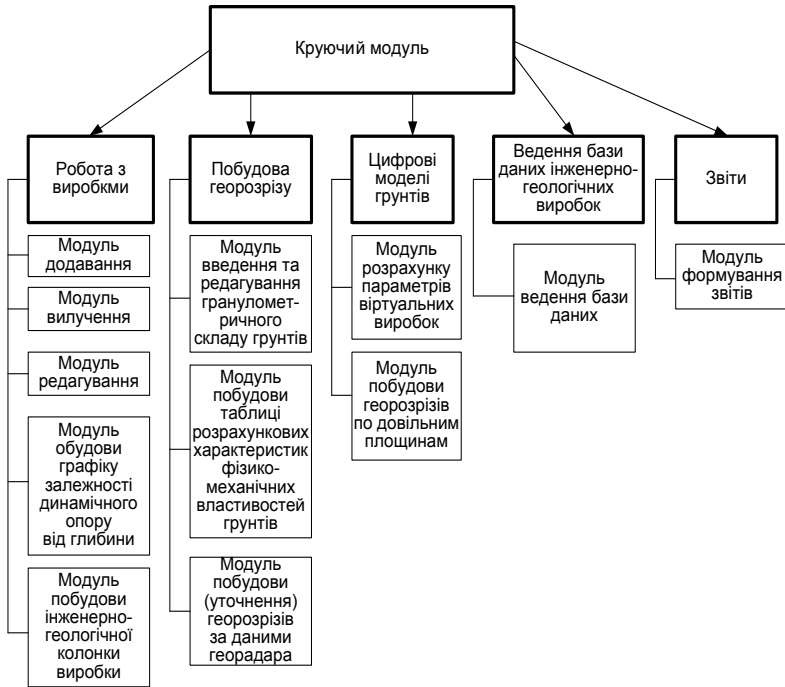 Круючий модуль
Робота з
виробкми
Модуль
додавання
Модуль
вилучення
Модуль
редагування
Модуль
обудови
графіку
залежності
динамічного
опору
від глибини
Модуль
побудови
інженерно-
геологічної
колонки
виробки
Побудова
георозрізу
Модуль
введення та
редагування
грануломет-
ричного
складу грунтів
Модуль
побудови
таблиці
розрахункових
характеристик
фізико-
механічних
властивостей
грунтів
Модуль
побудови
(уточнення)
георозрізів
за даними
георадара
Цифрові
моделі
грунтів
Модуль
розрахунку
параметрів
віртуальних
виробок
Модуль
побудови
георозрізів
по довільним
площинам
Ведення бази
даних інженерно-
геологічних
виробок
Модуль
ведення бази
даних
Звіти
Модуль
формування
звітів